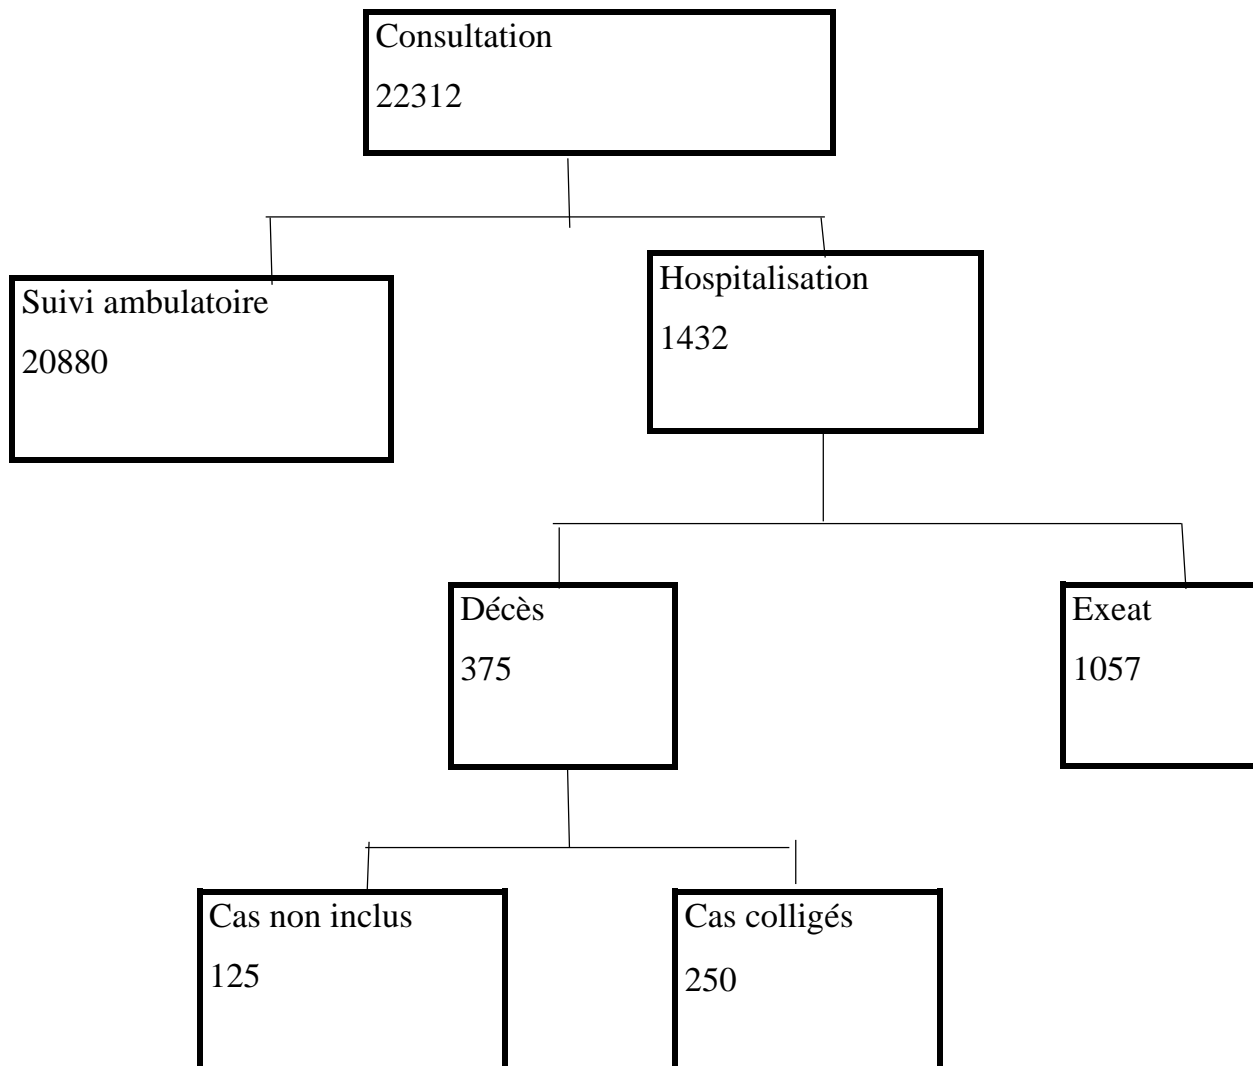 Consultation
22312
Suivi ambulatoire
20880
Hospitalisation
1432
Décès
375
Exeat
1057
Cas non inclus
125
Cas colligés
250